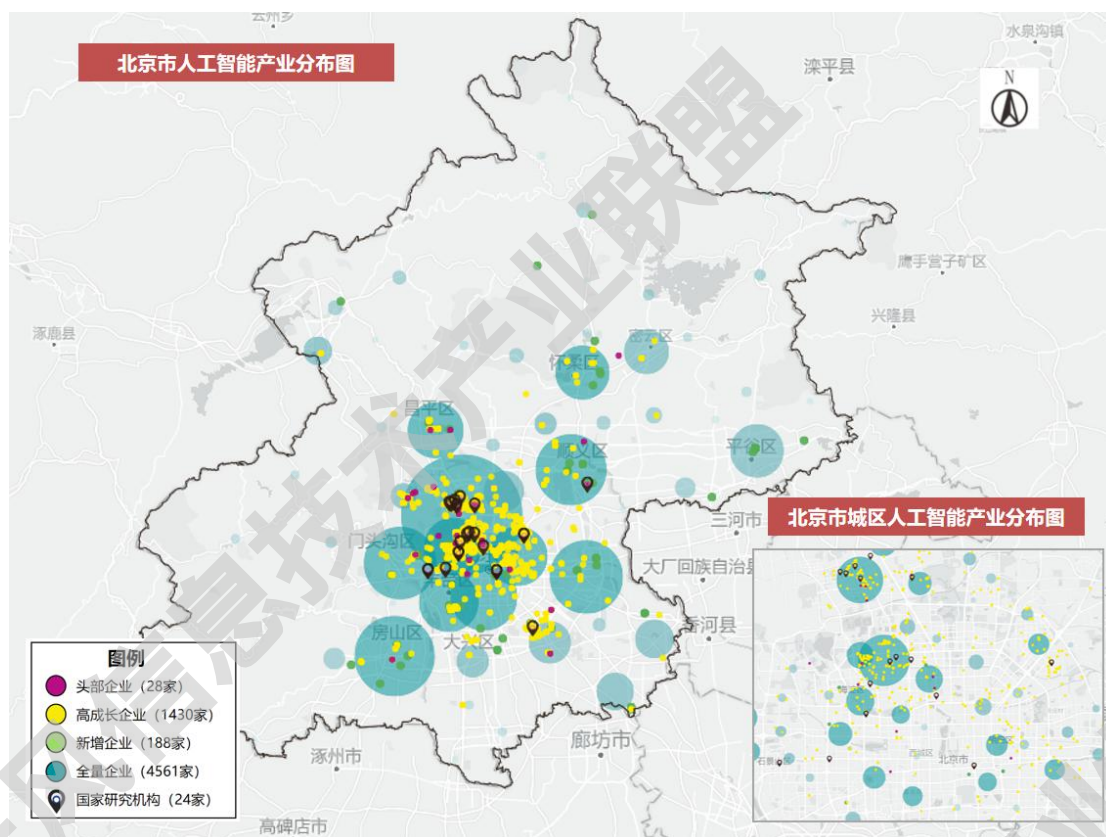 云州乡
水泉沟镇
北京市人工智能产业分布图
滦平县
N
鹰手营子矿区
兴隆县
涿鹿县
密云区
怀柔区
昌平区
顺义区
平谷区
三河市
北京市城区人工智能产业分布图
门头沟区
大厂回族自治县
香河县
房山区
大兴区
图例
头部企业（28家）
高成长企业（1430家）
新增企业（188家）
全量企业（4561家）
国家研究机构（24家）
廊坊市
涿州市
高碑店市
西城区
北京市
信息技术产业联盟